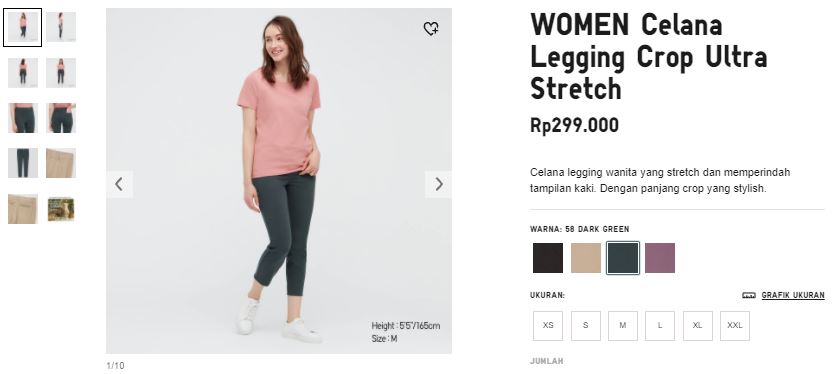 WOMEN Celana
Legging Crop Ultra
Stretch
Rp299.000
Celana legging wanita yang stretch dan memperindah
tampilan kaki. Dengan panjang crop yang stylish.
WARNA: 58 DARK GREEN
UKURAN:
GRAFIK UKURAN
XS S M L XL XXL
JUMLAH
Height : 5'5"/165cm
Size : M
1/10